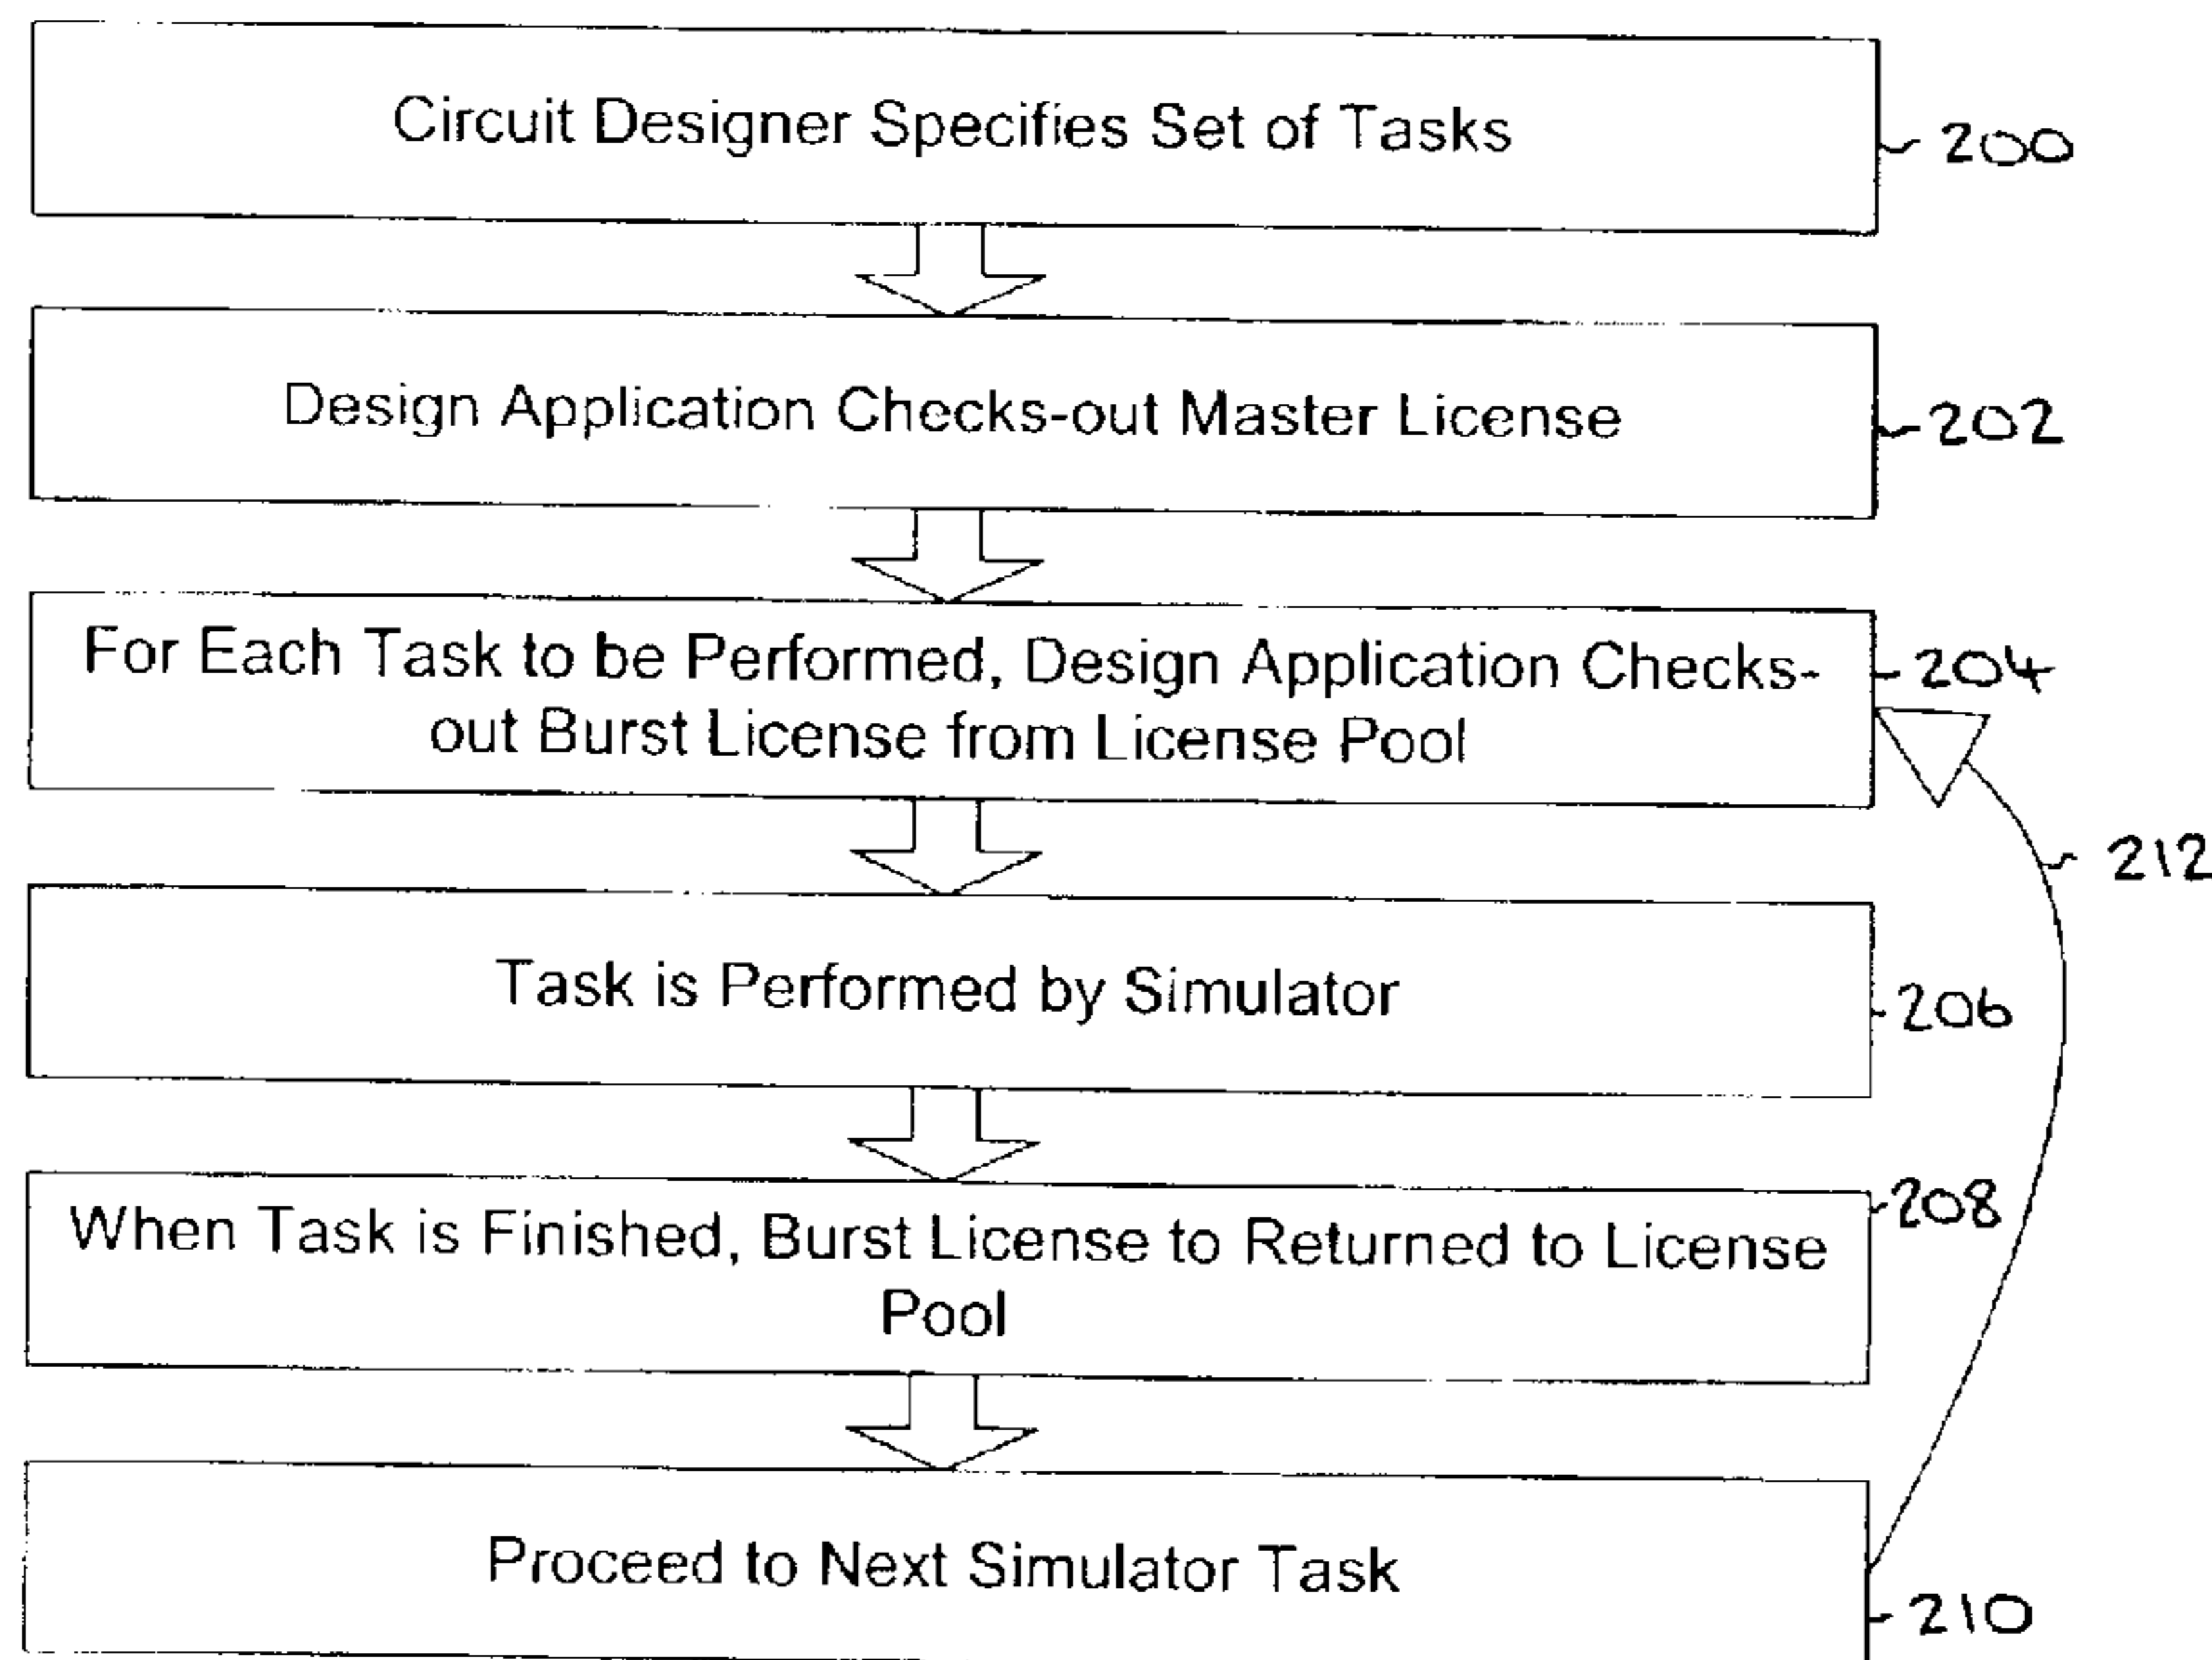 Circuit Designer Specifies Set of Tasks
200
Design Application Checks-out Master License
202
For Each Task to be Performed, Design Application Checks-
out Burst License from License Pool
204
212
Task is Performed by Simulator
206
When Task is Finished, Burst License to Returned to License
Pool
208
Proceed to Next Simulator Task
210